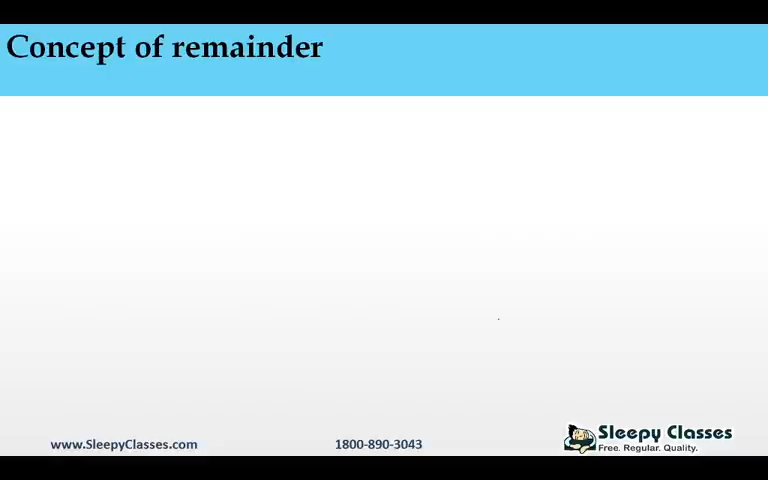 Concept of remainder
www.SleepyClasses.com
1800-890-3043
Sleepy Classes
Free. Regular. Quality.